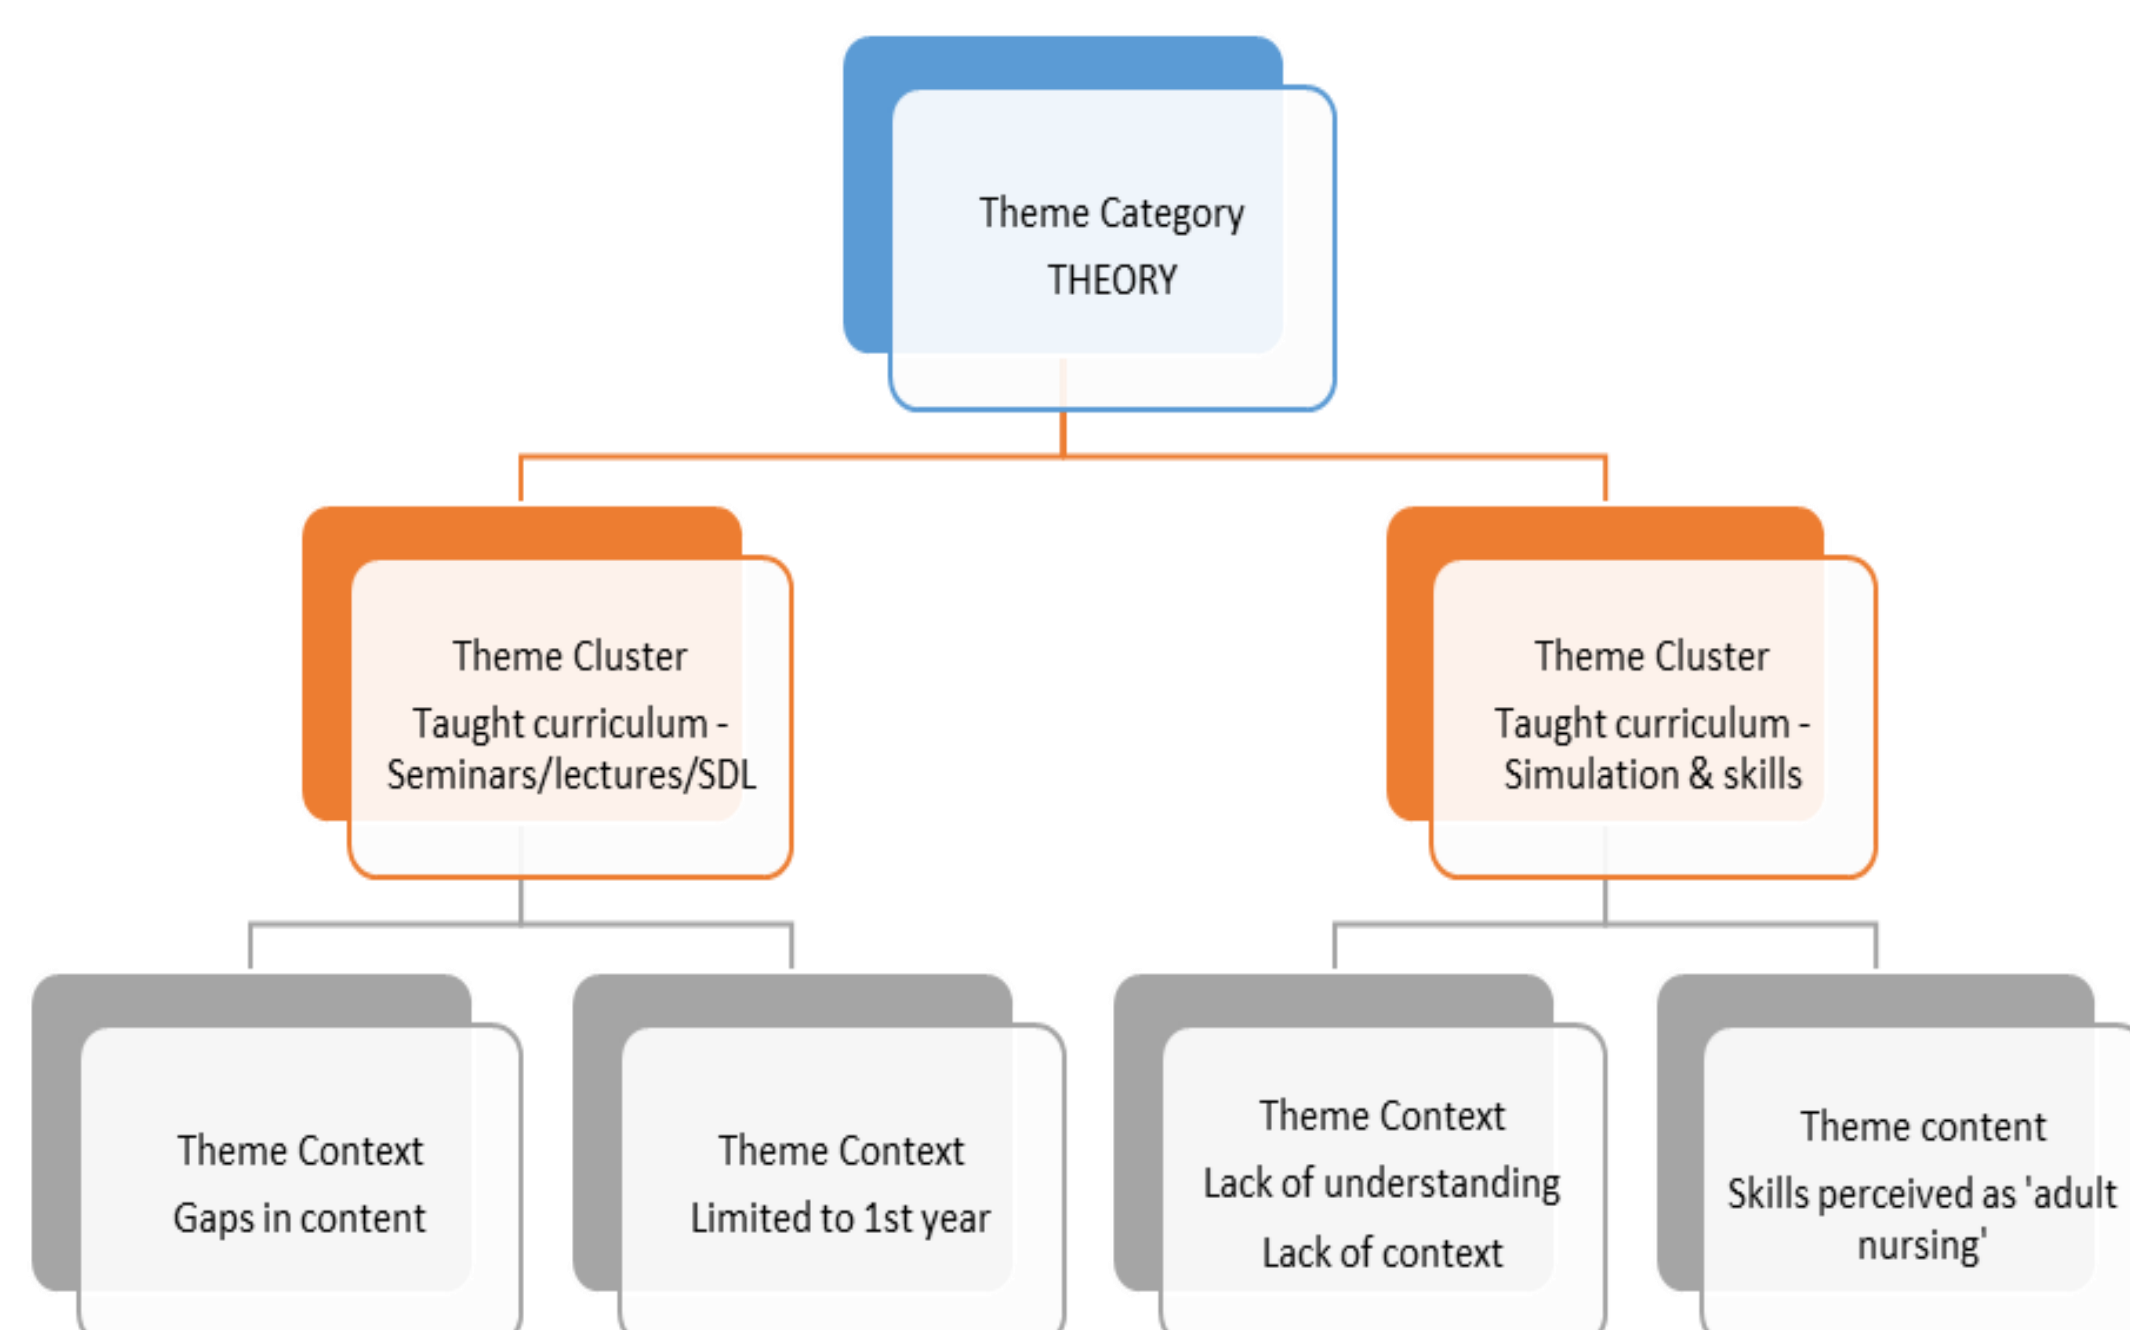 Theme Category
THEORY
Theme Cluster
Taught curriculum -
Seminars/lectures/SDL
Theme Cluster
Taught curriculum -
Simulation & skills
Theme Context
Gaps in content
Theme Context
Limited to 1st year
Theme Context
Lack of understanding
Lack of context
Theme content
Skills perceived as 'adult
nursing'